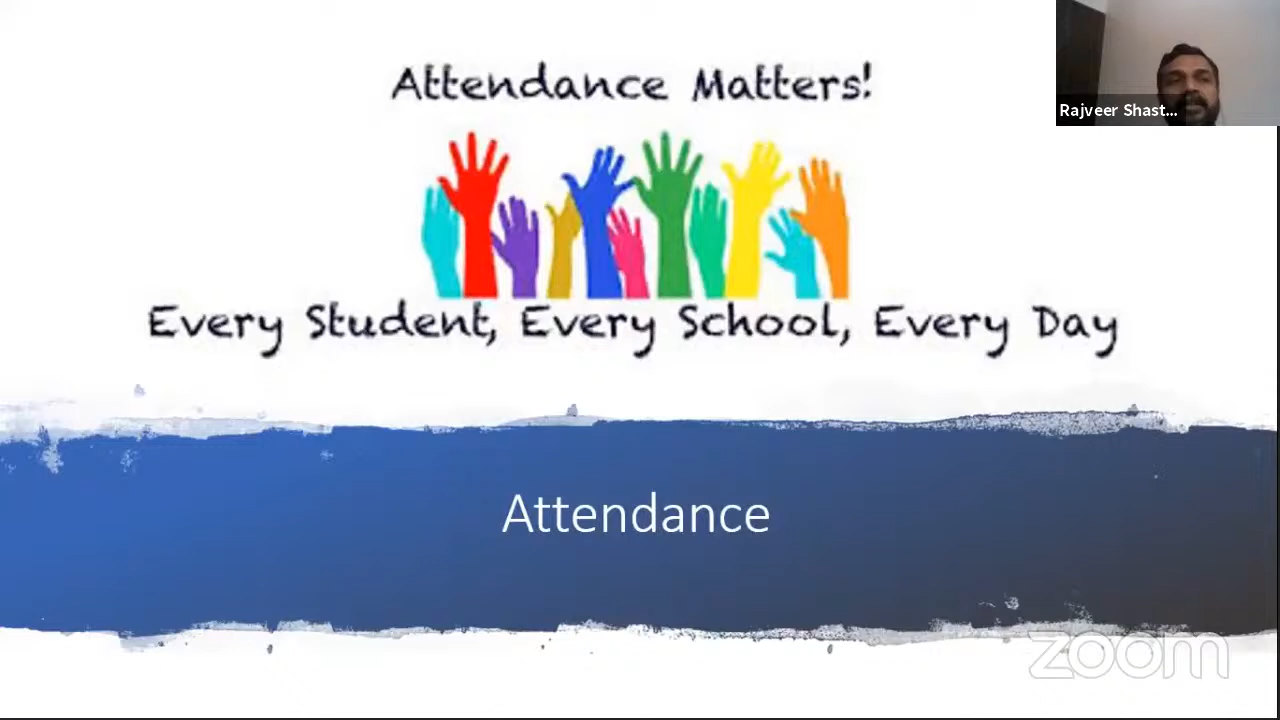 Attendance Matters!
Rajveer Shast...
Every Student, Every School, Every Day
Attendance
zoom